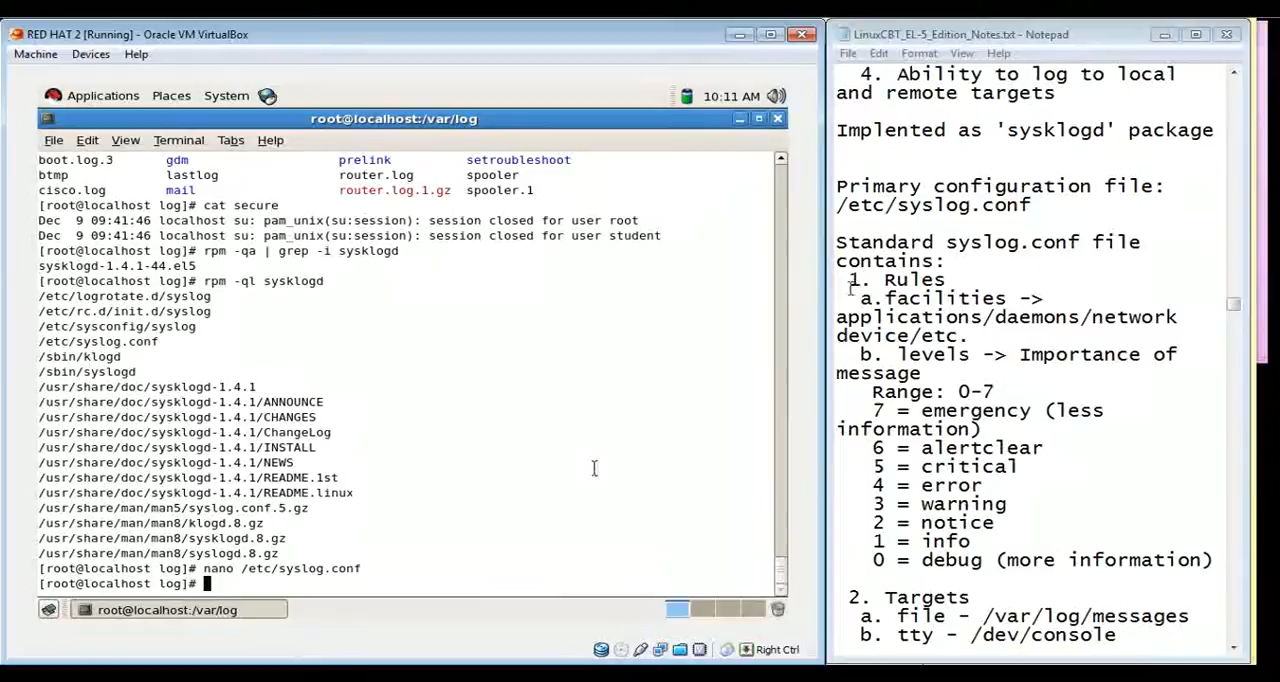 RED HAT 2 [Running] - Oracle VM VirtualBox
Machine Devices Help
Applications Places System 10:11 AM
root@localhost:/var/log
File Edit View Terminal Tabs Help
boot.log.3 gdm prelink setroubleshoot
btmp lastlog router.log spooler
cisco.log mail router.log.1.gz spooler.1
[root@localhost log]# cat secure
Dec  9 09:41:46 localhost su: pam_unix(su:session): session closed for user root
Dec  9 09:41:46 localhost su: pam_unix(su:session): session closed for user student
[root@localhost log]# rpm -qa | grep -i sysklogd
sysklogd-1.4.1-44.el5
[root@localhost log]# rpm -ql sysklogd
/etc/logrotate.d/syslog
/etc/rc.d/init.d/syslog
/etc/sysconfig/syslog
/etc/syslog.conf
/sbin/klogd
/sbin/syslogd
/usr/share/doc/sysklogd-1.4.1
/usr/share/doc/sysklogd-1.4.1/ANNOUNCE
/usr/share/doc/sysklogd-1.4.1/CHANGES
/usr/share/doc/sysklogd-1.4.1/ChangeLog
/usr/share/doc/sysklogd-1.4.1/INSTALL
/usr/share/doc/sysklogd-1.4.1/NEWS
/usr/share/doc/sysklogd-1.4.1/README.1st
/usr/share/doc/sysklogd-1.4.1/README.linux
/usr/share/man/man5/syslog.conf.5.gz
/usr/share/man/man8/klogd.8.gz
/usr/share/man/man8/sysklogd.8.gz
/usr/share/man/man8/syslogd.8.gz
[root@localhost log]# nano /etc/syslog.conf
[root@localhost log]#
root@localhost:/var/log
Right Ctrl
LinuxCBT_EL-5_Edition_Notes.txt - Notepad
File Edit Format View Help
4. Ability to log to local
and remote targets
Implented as 'sysklogd' package
Primary configuration file:
/etc/syslog.conf
Standard syslog.conf file
contains:
1. Rules
a.facilities ->
applications/daemons/network
device/etc.
b. levels -> Importance of
message
Range: 0-7
7 = emergency (less
information)
6 = alertclear
5 = critical
4 = error
3 = warning
2 = notice
1 = info
0 = debug (more information)
2. Targets
a. file - /var/log/messages
b. tty - /dev/console